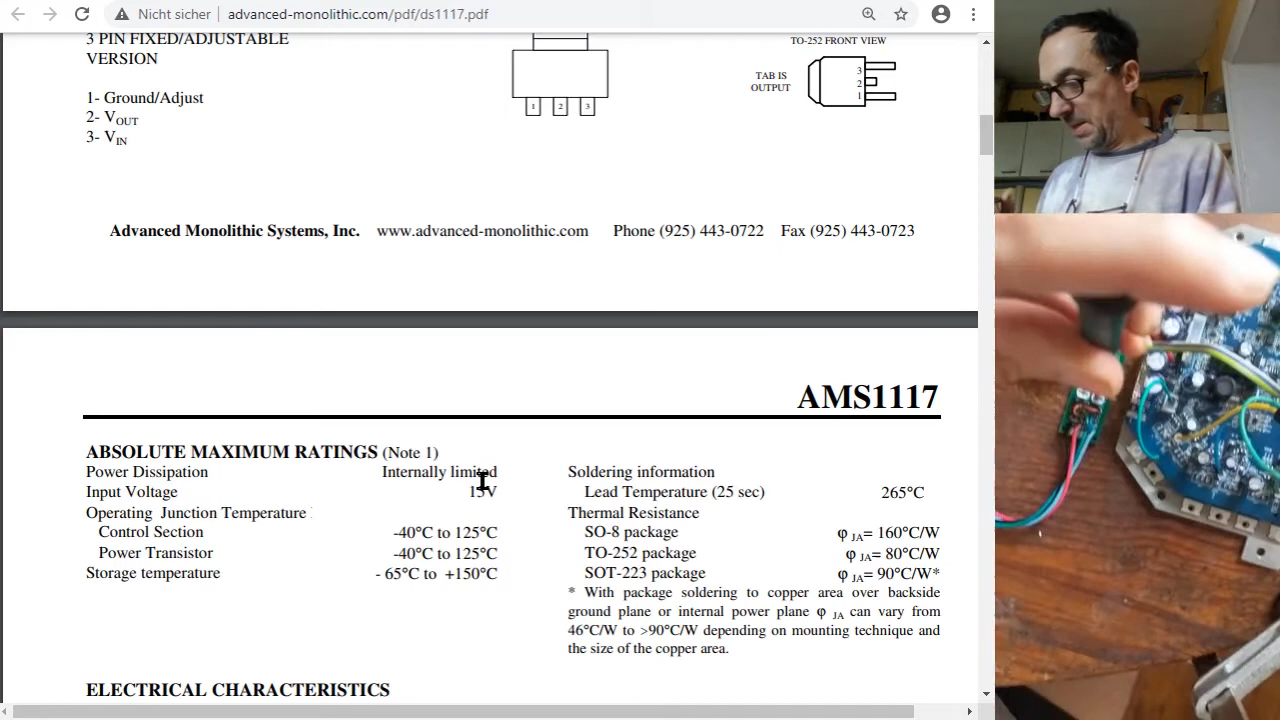 Nicht sicher | advanced-monolithic.com/pdf/ds1117.pdf
3 PIN FIXED/ADJUSTABLE
VERSION
1- Ground/Adjust
2- VOUT
3- VIN
1 2 3
TO-252 FRONT VIEW
TAB IS
OUTPUT
3
2
1
Advanced Monolithic Systems, Inc. www.advanced-monolithic.com Phone (925) 443-0722 Fax (925) 443-0723
AMS1117
ABSOLUTE MAXIMUM RATINGS (Note 1)
Power Dissipation Internally limited
Input Voltage 15V
Operating Junction Temperature
Control Section -40°C to 125°C
Power Transistor -40°C to 125°C
Storage temperature - 65°C to +150°C
Soldering information
Lead Temperature (25 sec) 265°C
Thermal Resistance
SO-8 package φ JA= 160°C/W
TO-252 package φ JA= 80°C/W
SOT-223 package φ JA= 90°C/W*
* With package soldering to copper area over backside
ground plane or internal power plane φ JA can vary from
46°C/W to >90°C/W depending on mounting technique and
the size of the copper area.
ELECTRICAL CHARACTERISTICS